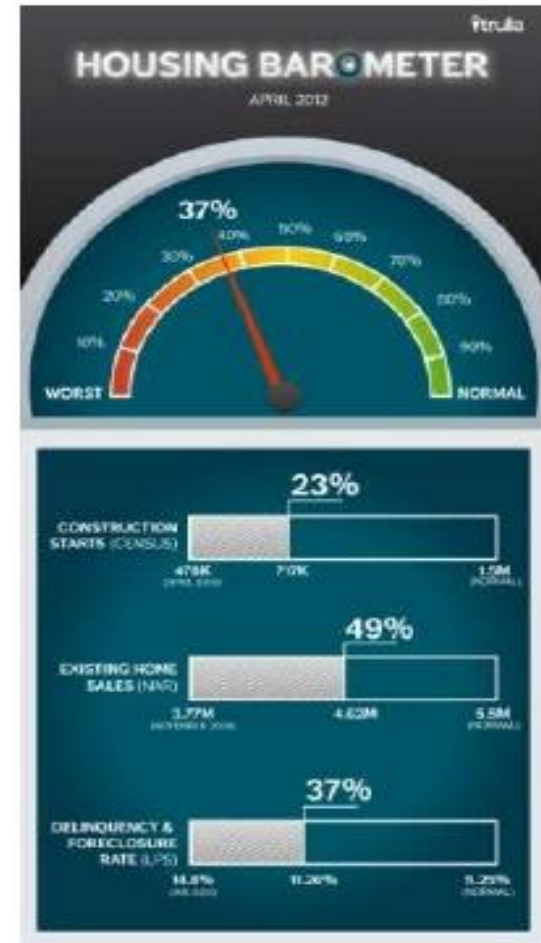 trulia
HOUSING BAROMETER
APRIL 2012
37%
10%
20%
30%
40%
50%
60%
70%
80%
90%
WORST
NORMAL
23%
CONSTRUCTION
STARTS (CENSUS)
478K
717K
1.5M
(NORMAL)
49%
EXISTING HOME
SALES (NAR)
3.77M
4.62M
5.5M
(NORMAL)
37%
DELINQUENCY &
FORECLOSURE
RATE (LPS)
11.26%
5.25%
(NORMAL)